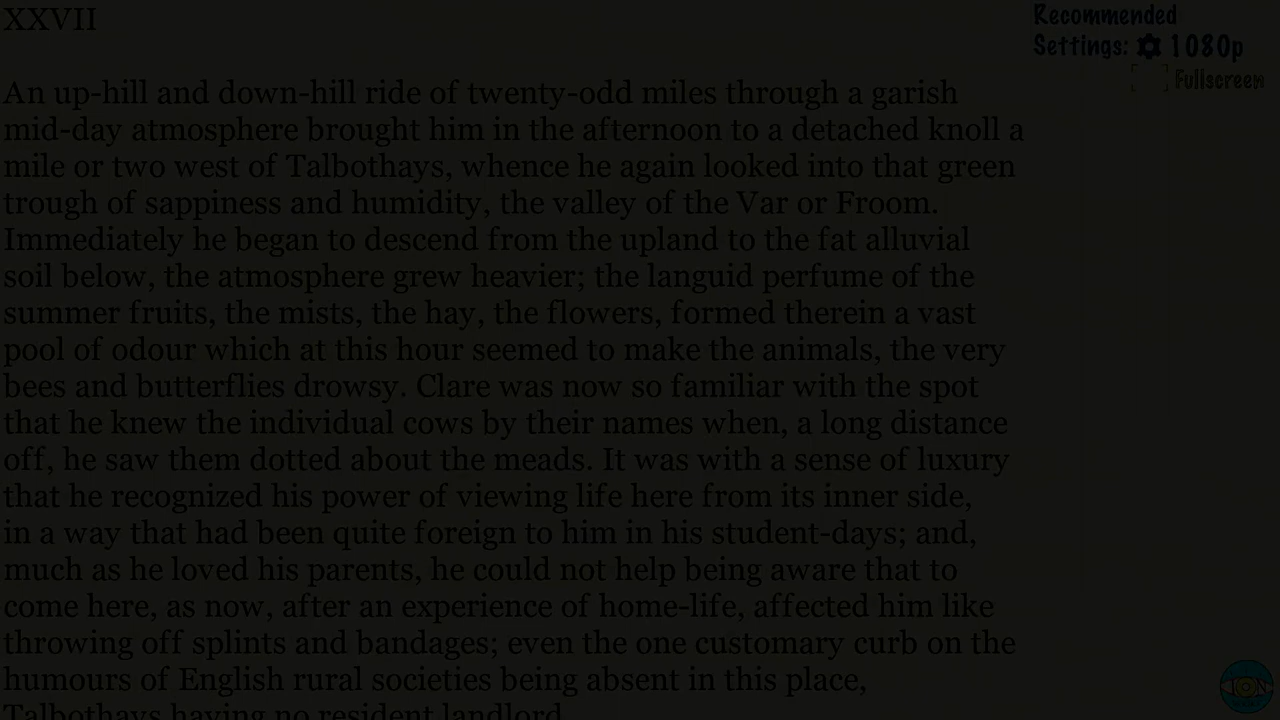 XXVII
An up-hill and down-hill ride of twenty-odd miles through a garish
mid-day atmosphere brought him in the afternoon to a detached knoll a
mile or two west of Talbothays, whence he again looked into that green
trough of sappiness and humidity, the valley of the Var or Froom.
Immediately he began to descend from the upland to the fat alluvial
soil below, the atmosphere grew heavier; the languid perfume of the
summer fruits, the mists, the hay, the flowers, formed therein a vast
pool of odour which at this hour seemed to make the animals, the very
bees and butterflies drowsy. Clare was now so familiar with the spot
that he knew the individual cows by their names when, a long distance
off, he saw them dotted about the meads. It was with a sense of luxury
that he recognized his power of viewing life here from its inner side,
in a way that had been quite foreign to him in his student-days; and,
much as he loved his parents, he could not help being aware that to
come here, as now, after an experience of home-life, affected him like
throwing off splints and bandages; even the one customary curb on the
humours of English rural societies being absent in this place,
Talbothays having no resident landlord.
Recommended
Settings: 1080p
Fullscreen